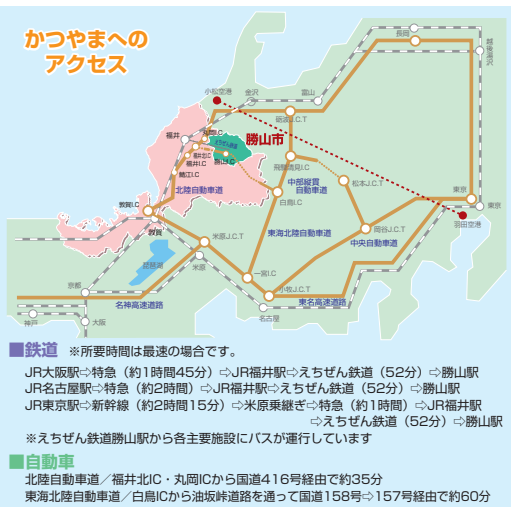 かつやまへの
アクセス
長岡
越後湯沢
小松空港
金沢
富山
砺波J.C.T
福井
丸岡I.C
えちぜん鉄道
勝山市
福井北I.C
勝山I.C
福井I.C
飛騨清見I.C
鯖江I.C
中部縦貫
自動車道
松本J.C.T
北陸自動車道
白鳥I.C
東京
東京
敦賀I.C
羽田空港
敦賀
東海北陸自動車道
岡谷J.C.T
米原J.C.T
中央自動車道
琵琶湖
米原
一宮I.C
京都
小牧J.C.T
名神高速道路
東名高速道路
名古屋
神戸
大阪
■鉄道 ※所要時間は最速の場合です。
JR大阪駅⇨特急（約1時間45分）⇨JR福井駅⇨えちぜん鉄道（52分）⇨勝山駅
JR名古屋駅⇨特急（約2時間）⇨JR福井駅⇨えちぜん鉄道（52分）⇨勝山駅
JR東京駅⇨新幹線（約2時間15分）⇨米原乗継ぎ⇨特急（約1時間）⇨JR福井駅
⇨えちぜん鉄道（52分）⇨勝山駅
※えちぜん鉄道勝山駅から各主要施設にバスが運行しています
■自動車
北陸自動車道／福井北IC・丸岡ICから国道416号経由で約35分
東海北陸自動車道／白鳥ICから油坂峠道路を通って国道158号⇨157号経由で約60分